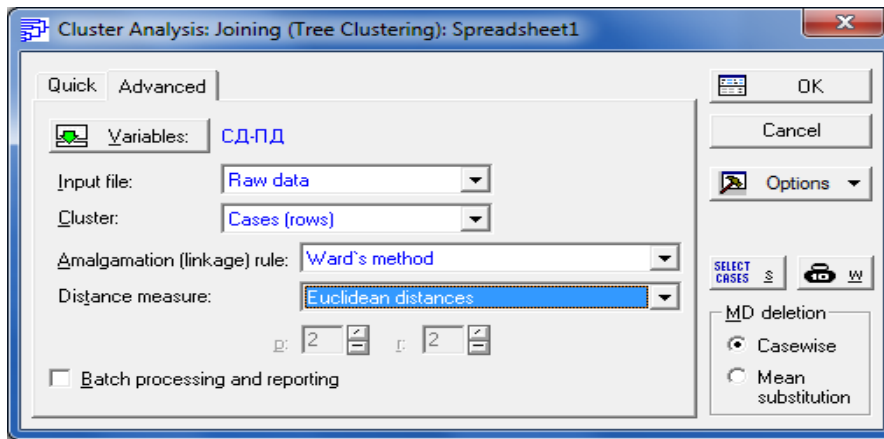 Cluster Analysis: Joining (Tree Clustering): Spreadsheet1
Quick Advanced
Variables: СД-ПД
Input file: Raw data
Cluster: Cases (rows)
Amalgamation (linkage) rule: Ward`s method
Distance measure: Euclidean distances
p: 2 r: 2
Batch processing and reporting
OK
Cancel
Options
SELECT
CASES s w
MD deletion
Casewise
Mean
substitution